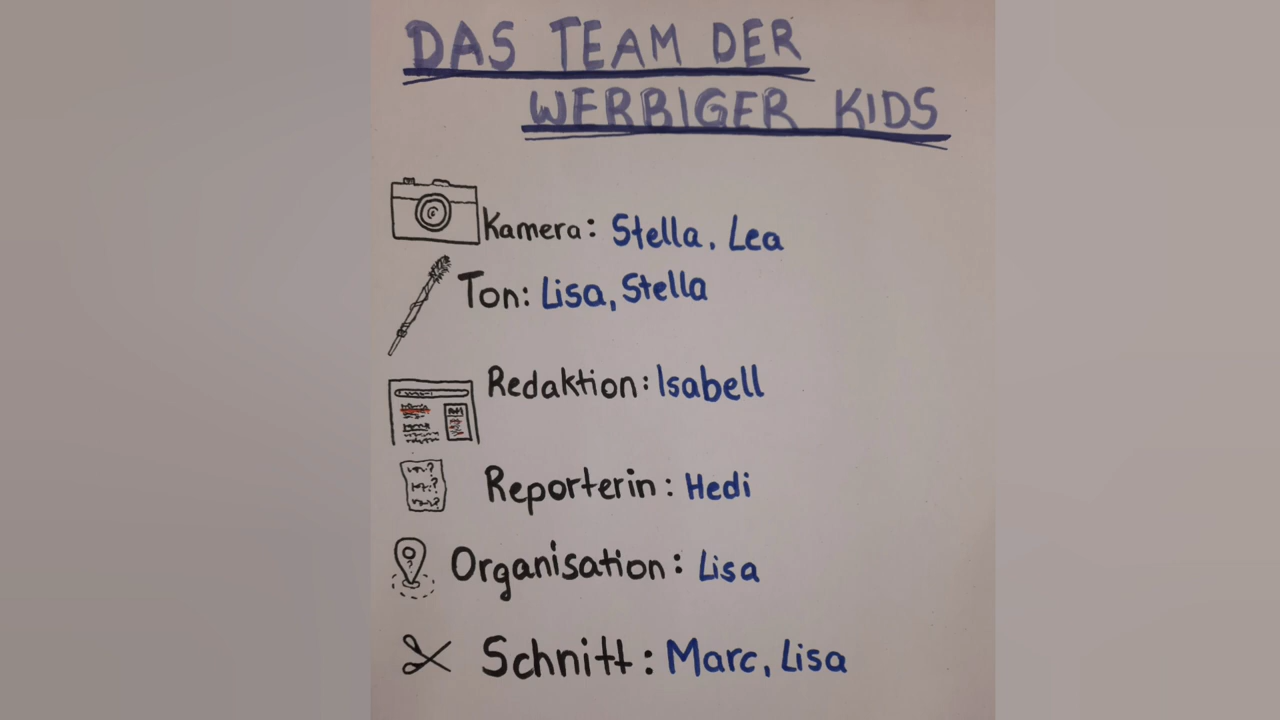 DAS TEAM DER
WERBIGER KIDS
Kamera: Stella, Lea
Ton: Lisa, Stella
Redaktion: Isabell
Reporterin: Hedi
Organisation: Lisa
Schnitt: Marc, Lisa